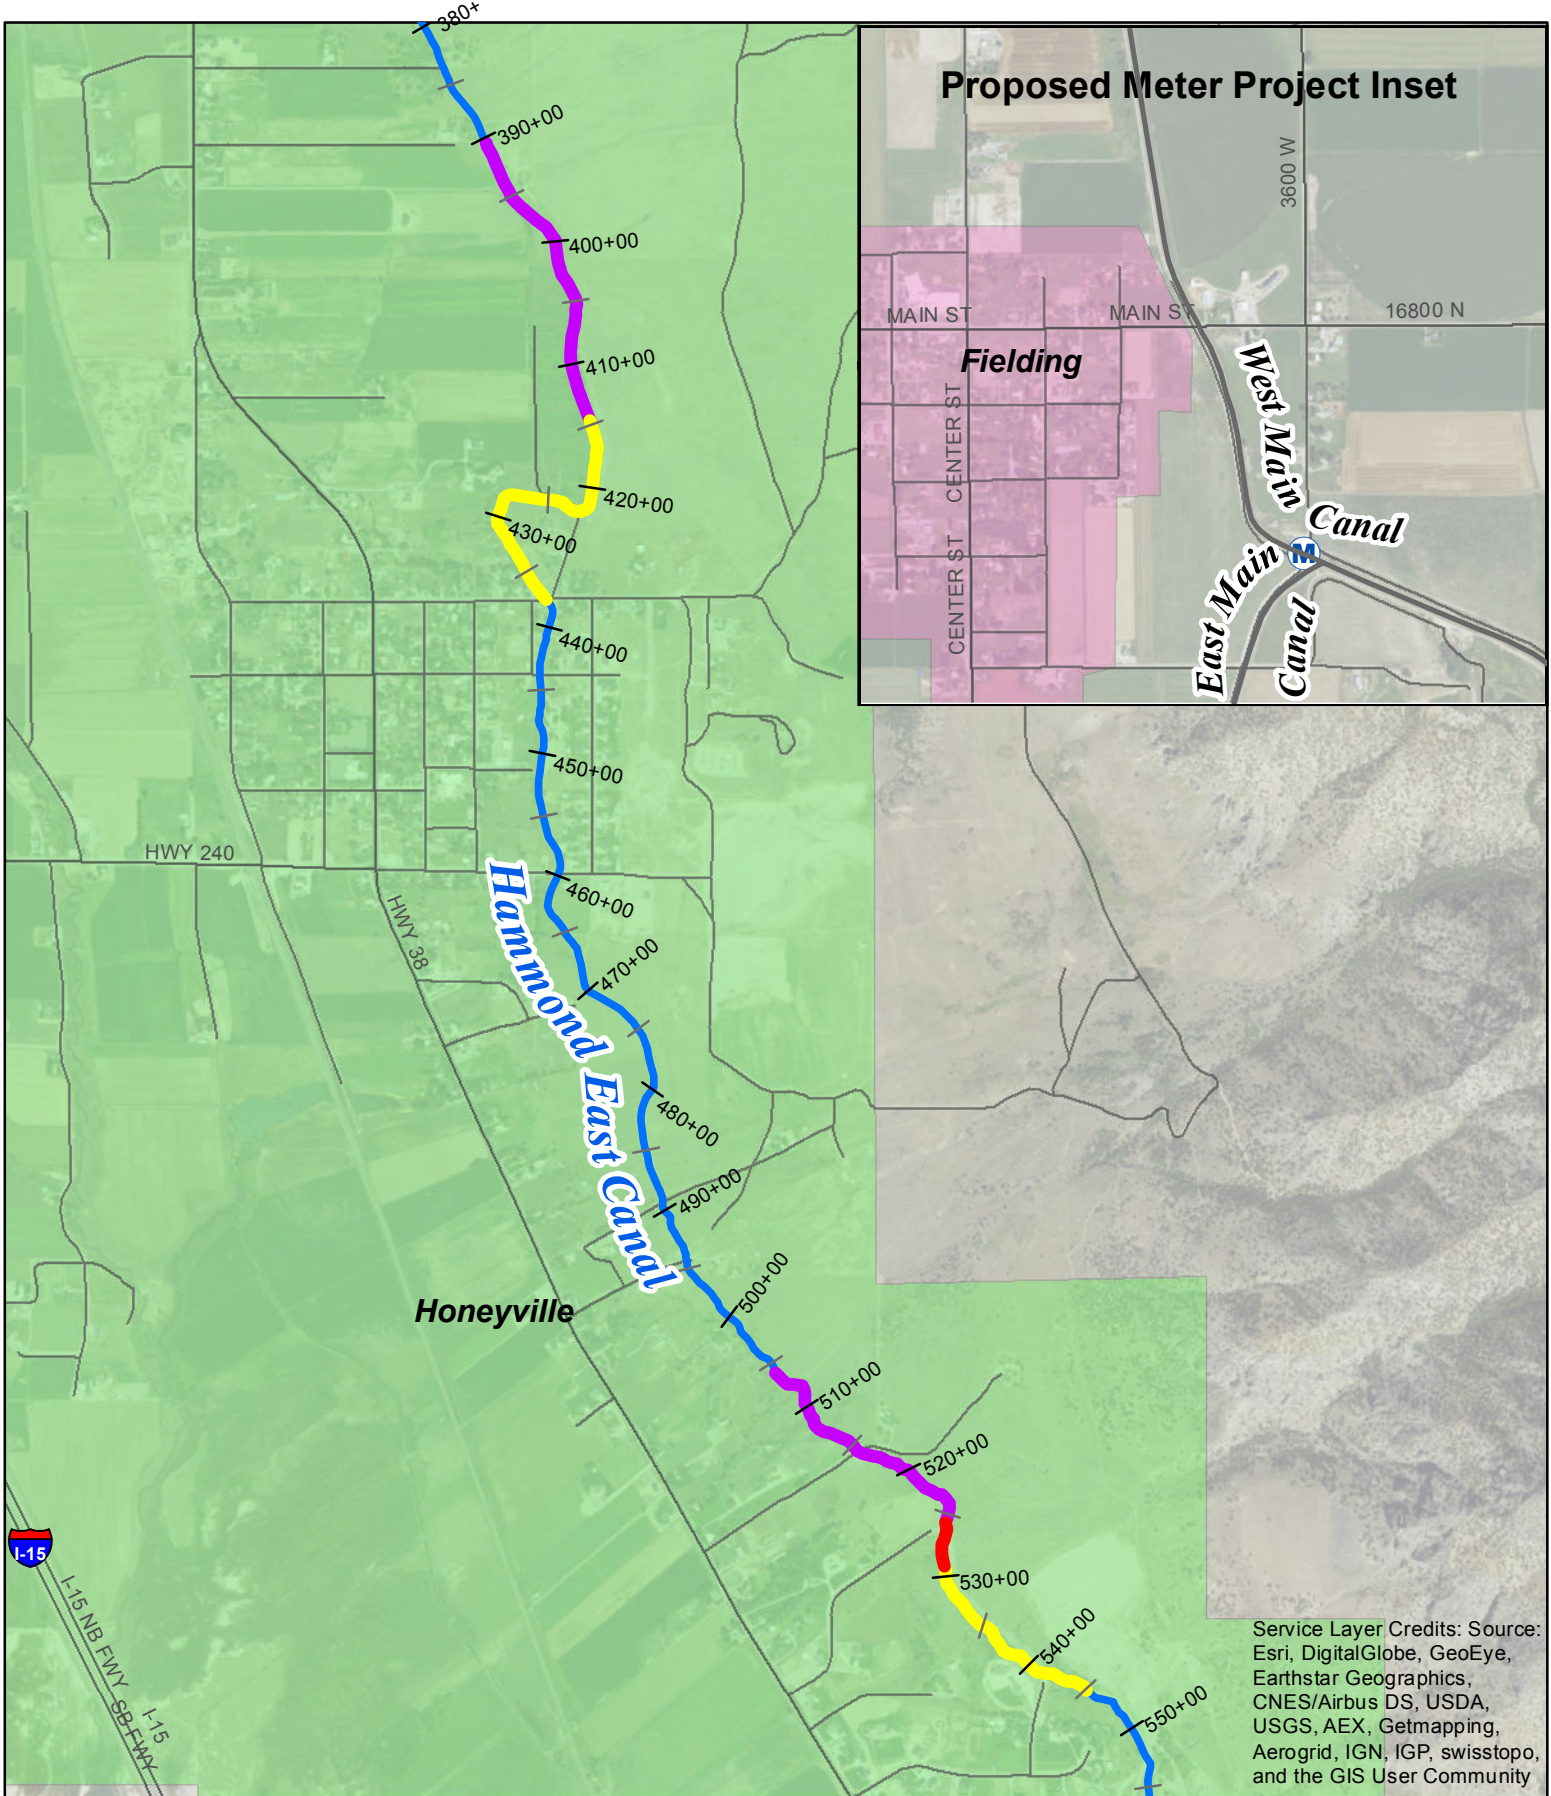 380+
390+00
400+00
410+00
420+00
430+00
440+00
450+00
460+00
470+00
480+00
490+00
500+00
510+00
520+00
530+00
540+00
550+00
HWY 240
HWY 38
Hammond East Canal
Honeyville
I-15
I-15 NB FWY
SB FWY
I-15
Proposed Meter Project Inset
3600 W
MAIN ST
MAIN ST
16800 N
Fielding
CENTER ST
CENTER ST
West Main
Canal
M
East Main
Canal
Service Layer Credits: Source:
Esri, DigitalGlobe, GeoEye,
Earthstar Geographics,
CNES/Airbus DS, USDA,
USGS, AEX, Getmapping,
Aerogrid, IGN, IGP, swisstopo,
and the GIS User Community